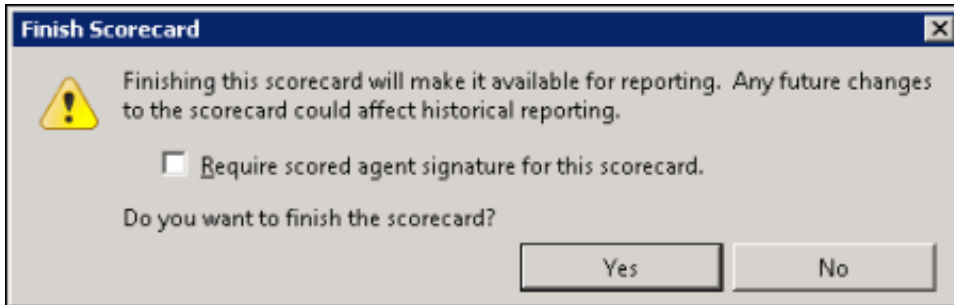 Finish Scorecard
Finishing this scorecard will make it available for reporting.  Any future changes
to the scorecard could affect historical reporting.
Require scored agent signature for this scorecard.
Do you want to finish the scorecard?
Yes
No